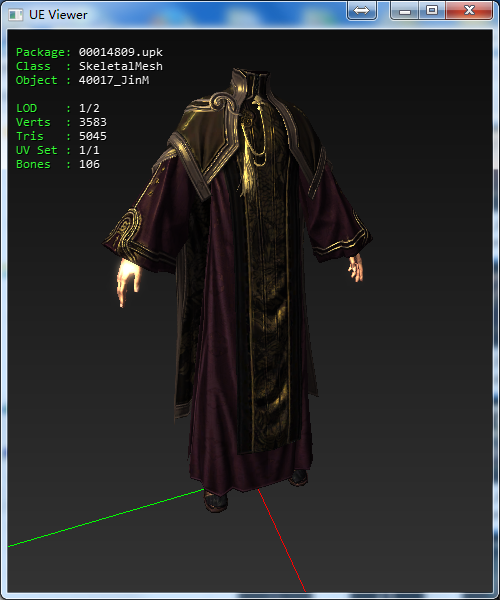 UE Viewer
Package: 00014809.upk
Class : SkeletalMesh
Object : 40017_JinM
LOD : 1/2
Verts : 3583
Tris : 5045
UV Set : 1/1
Bones : 106